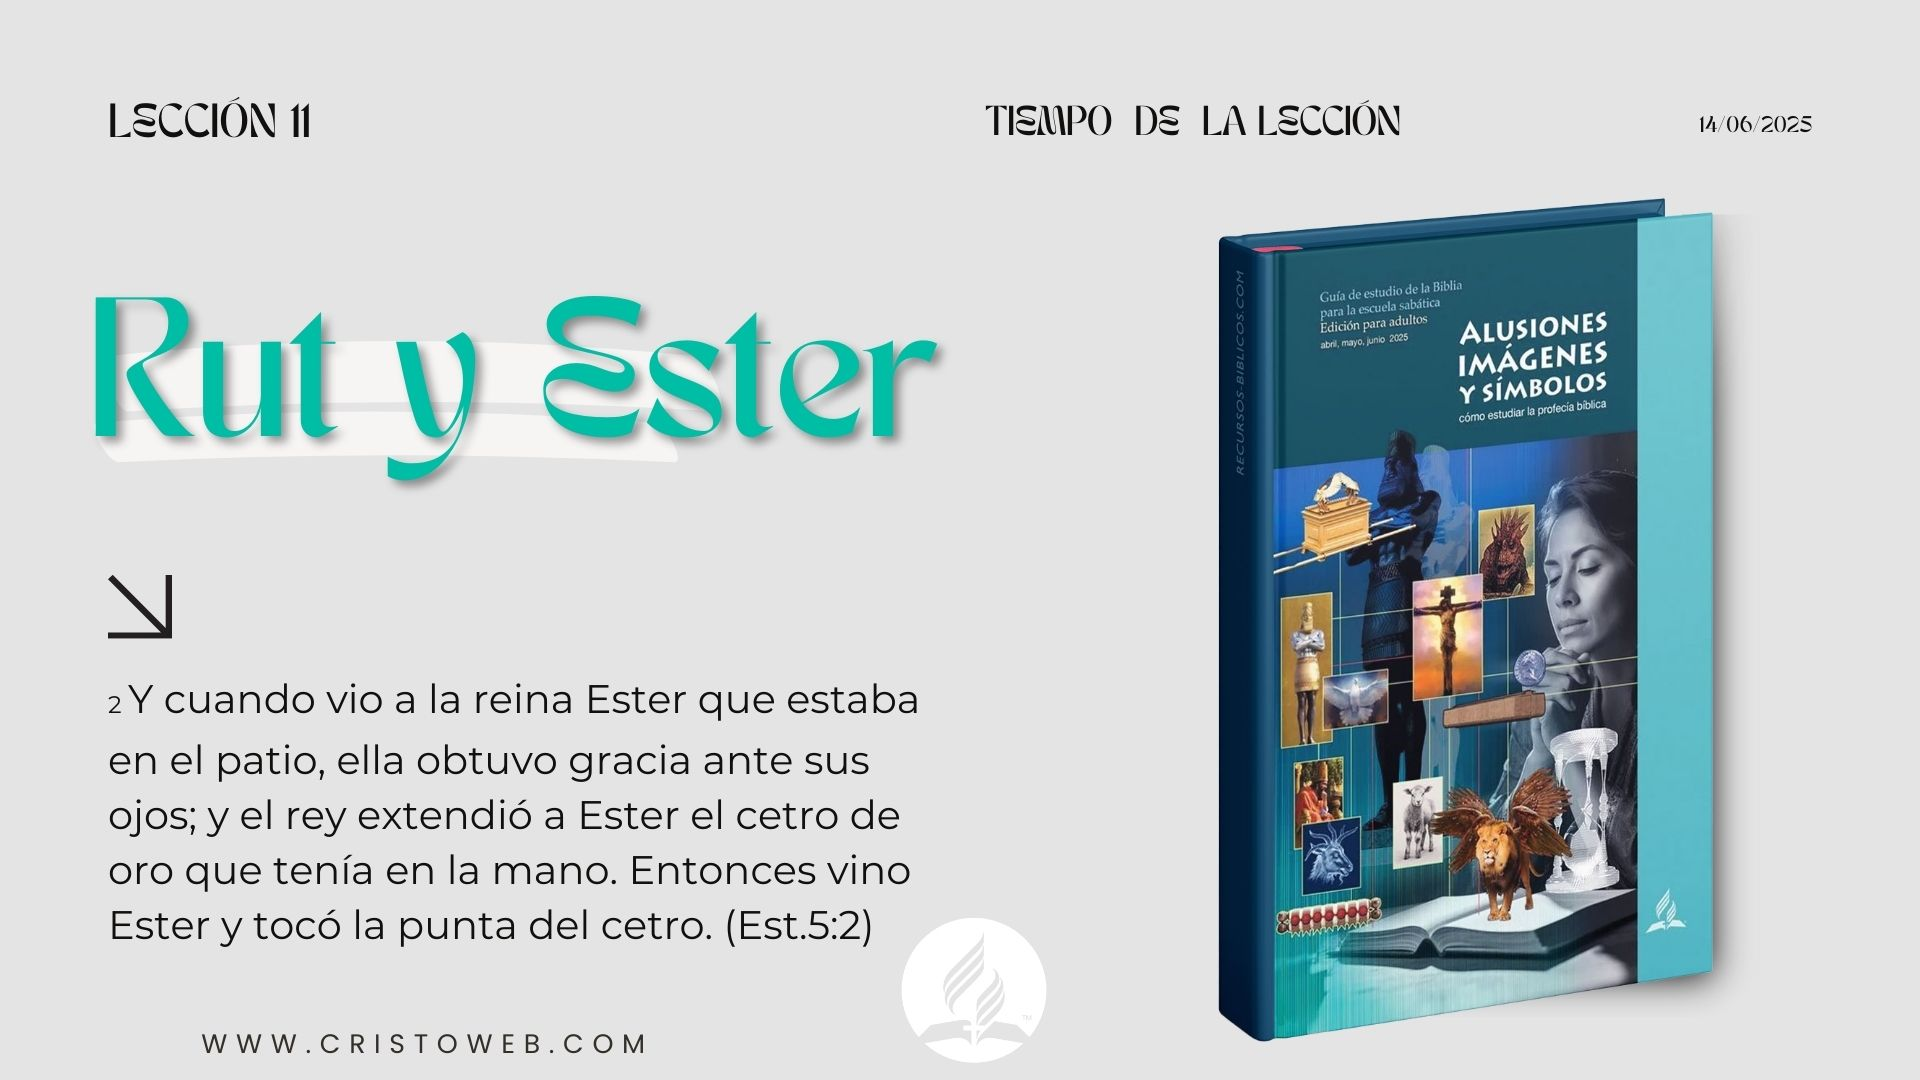 LECCIÓN 11
TIEMPO DE LA LECCIÓN
14/06/2025
Rut y Ester
2 Y cuando vio a la reina Ester que estaba
en el patio, ella obtuvo gracia ante sus
ojos; y el rey extendió a Ester el cetro de
oro que tenía en la mano. Entonces vino
Ester y tocó la punta del cetro. (Est.5:2)
WWW.CRISTOWEB.COM
TM
RECURSOS-BIBLICOS.COM
Guía de estudio de la Biblia
para la escuela sabática
Edición para adultos
abril, mayo, junio 2025
ALUSIONES
IMÁGENES
Y SÍMBOLOS
cómo estudiar la profecía bíblica